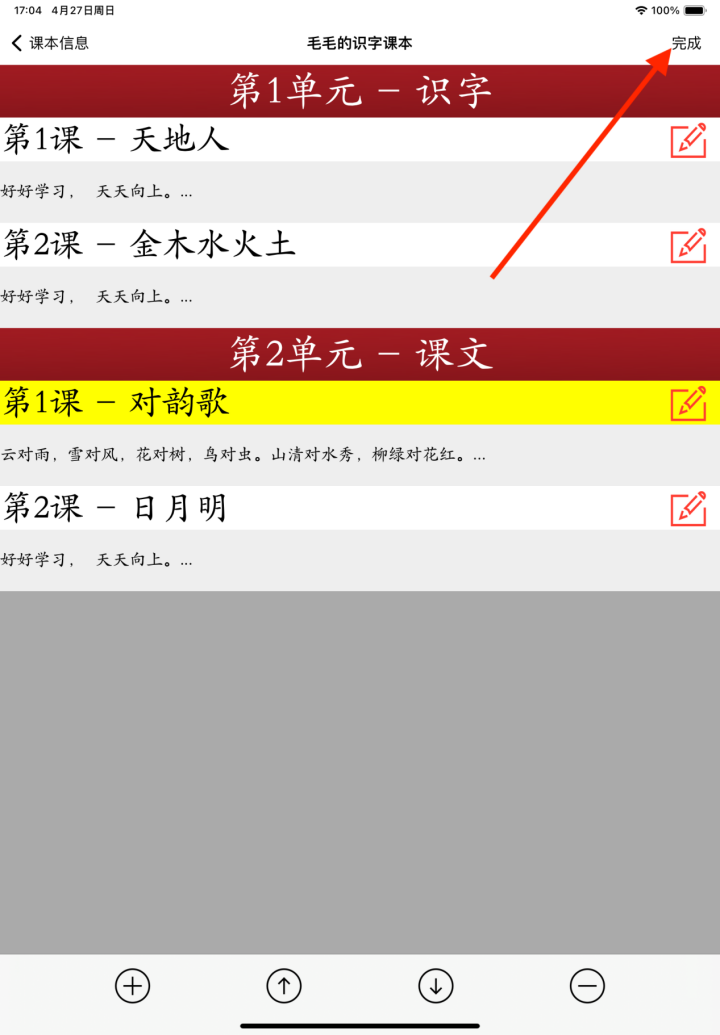 17:04 4月27日周日 100%
课本信息 毛毛的识字课本 完成
第1单元 – 识字
第1课 – 天地人
好好学习， 天天向上。...
第2课 – 金木水火土
好好学习， 天天向上。...
第2单元 – 课文
第1课 – 对韵歌
云对雨，雪对风，花对树，鸟对虫。山清对水秀，柳绿对花红。...
第2课 – 日月明
好好学习， 天天向上。...